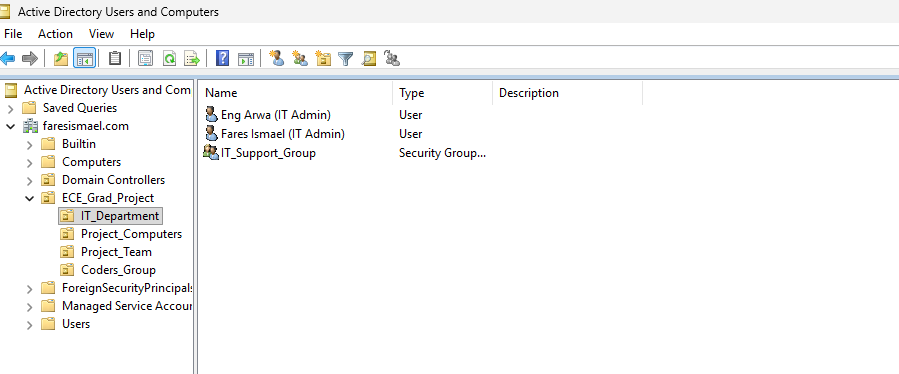 Active Directory Users and Computers
File Action View Help
Active Directory Users and Com
Saved Queries
faresismael.com
Builtin
Computers
Domain Controllers
ECE_Grad_Project
IT_Department
Project_Computers
Project_Team
Coders_Group
ForeignSecurityPrincipals
Managed Service Accour
Users
Name Type Description
Eng Arwa (IT Admin) User
Fares Ismael (IT Admin) User
IT_Support_Group Security Group...